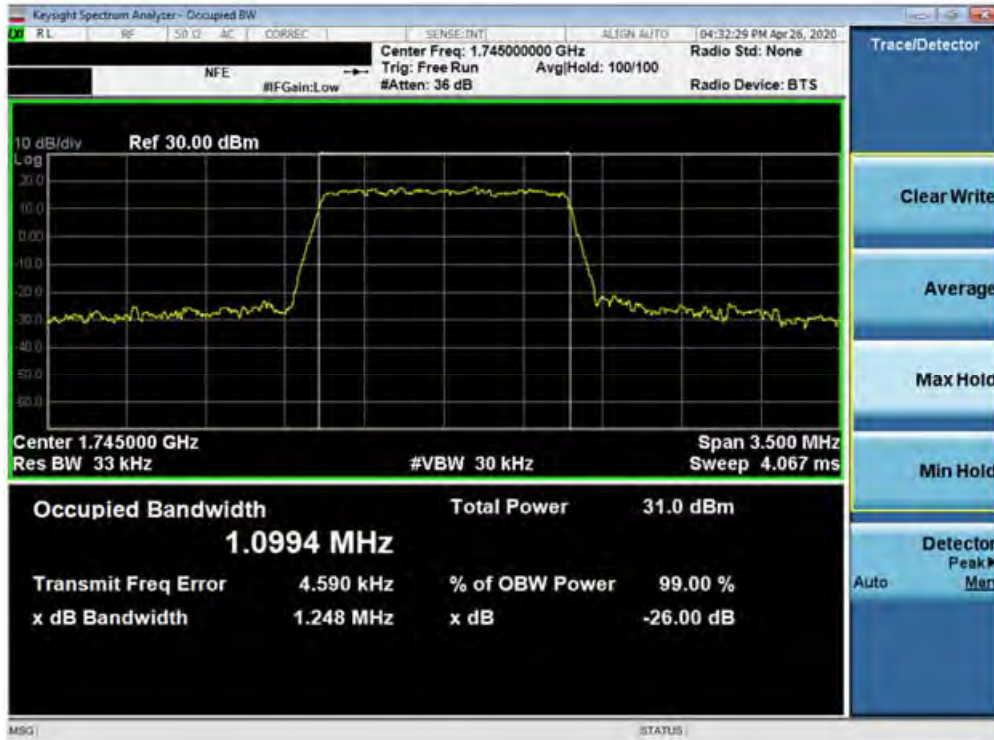 Keysight Spectrum Analyzer - Occupied BW
RL RF 50 Ω AC CORREC SENSE:INT ALIGN AUTO 04:32:29 PM Apr 26, 2020
Center Freq: 1.745000000 GHz Radio Std: None
NFE Trig: Free Run Avg|Hold: 100/100
#IFGain:Low #Atten: 36 dB Radio Device: BTS
10 dB/div Ref 30.00 dBm
Log
20.0
10.0
0.00
-10.0
-20.0
-30.0
-40.0
-50.0
-60.0
Center 1.745000 GHz Span 3.500 MHz
Res BW 33 kHz #VBW 30 kHz Sweep 4.067 ms
Occupied Bandwidth Total Power 31.0 dBm
1.0994 MHz
Transmit Freq Error 4.590 kHz % of OBW Power 99.00 %
x dB Bandwidth 1.248 MHz x dB -26.00 dB
MSG STATUS
Trace/Detector
Clear Write
Average
Max Hold
Min Hold
Detector
Peak▶
Auto Man